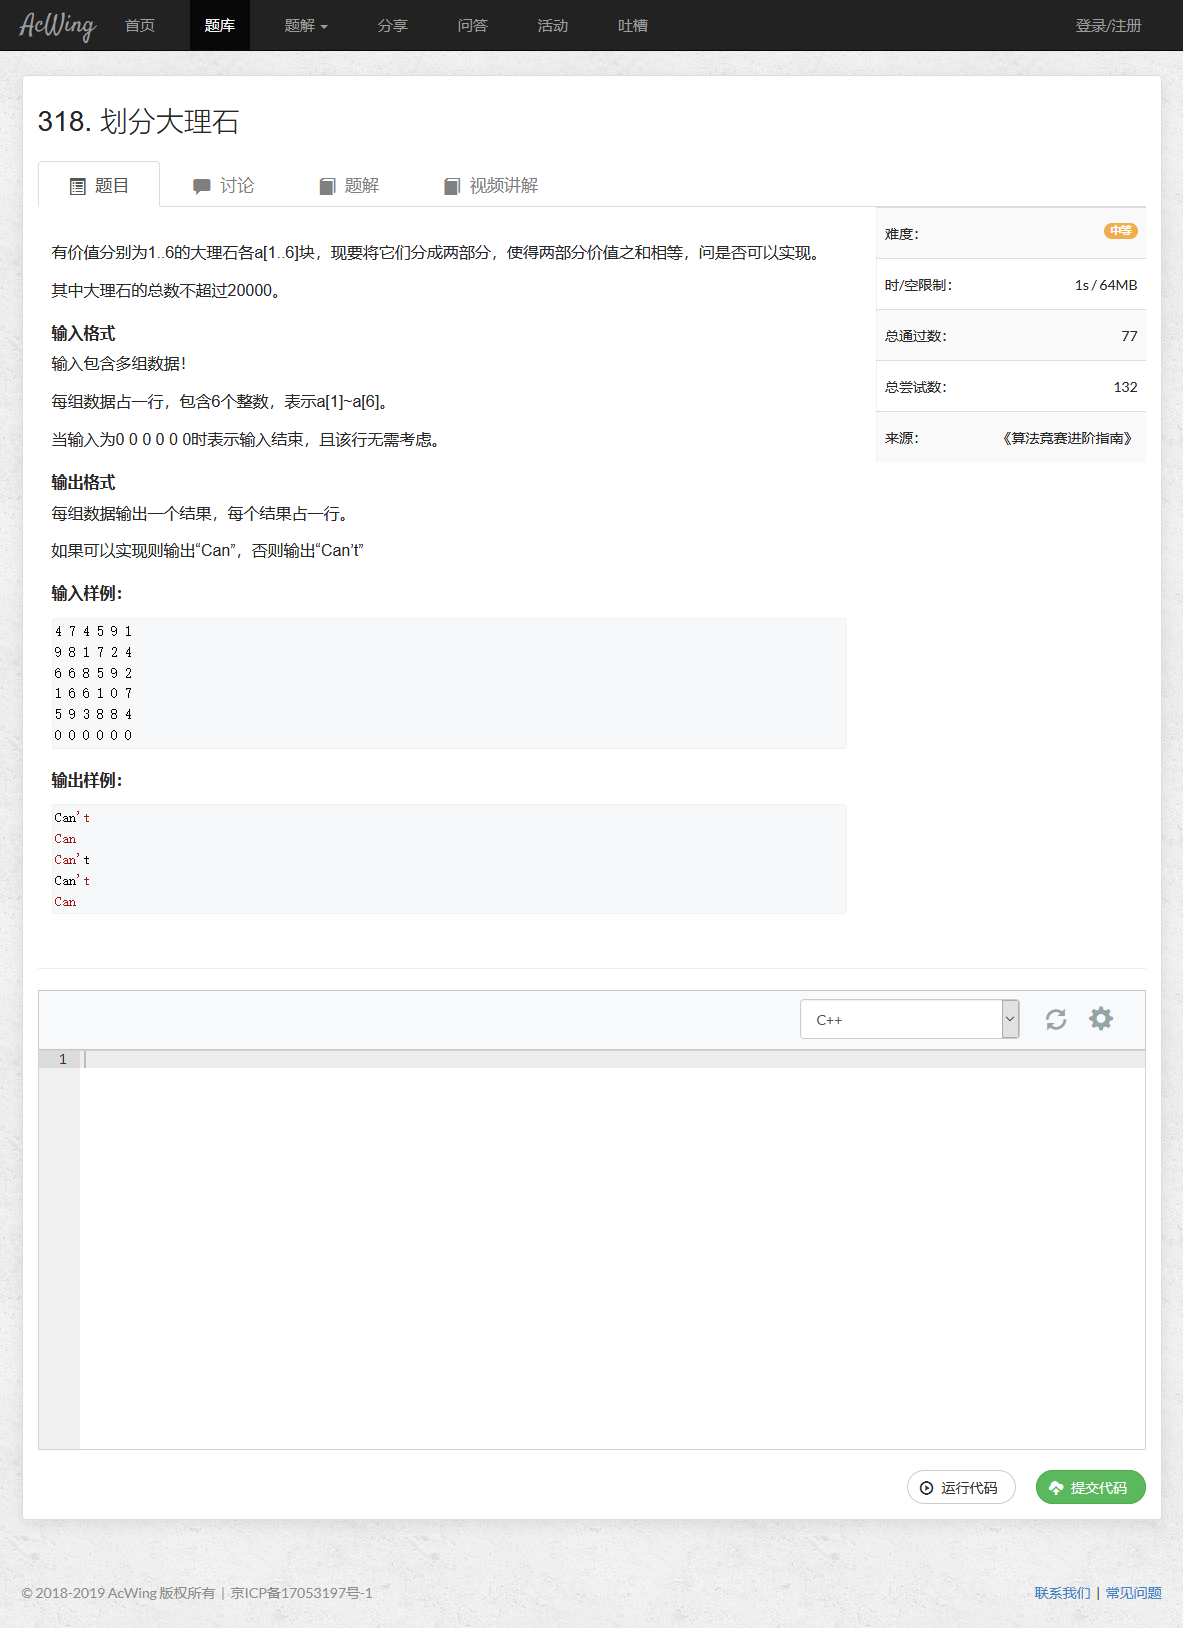 AcWing 首页 题库 题解 分享 问答 活动 吐槽 登录/注册
318. 划分大理石
题目 讨论 题解 视频讲解
有价值分别为1..6的大理石各a[1..6]块，现要将它们分成两部分，使得两部分价值之和相等，问是否可以实现。
其中大理石的总数不超过20000。
输入格式
输入包含多组数据！
每组数据占一行，包含6个整数，表示a[1]~a[6]。
当输入为0 0 0 0 0 0时表示输入结束，且该行无需考虑。
输出格式
每组数据输出一个结果，每个结果占一行。
如果可以实现则输出“Can”，否则输出“Can’t”
输入样例：
4 7 4 5 9 1
9 8 1 7 2 4
6 6 8 5 9 2
1 6 6 1 0 7
5 9 3 8 8 4
0 0 0 0 0 0
输出样例：
Can't
Can
Can't
Can't
Can
难度： 中等
时/空限制： 1s / 64MB
总通过数： 77
总尝试数： 132
来源： 《算法竞赛进阶指南》
C++
1
运行代码 提交代码
© 2018-2019 AcWing 版权所有 | 京ICP备17053197号-1
联系我们 | 常见问题